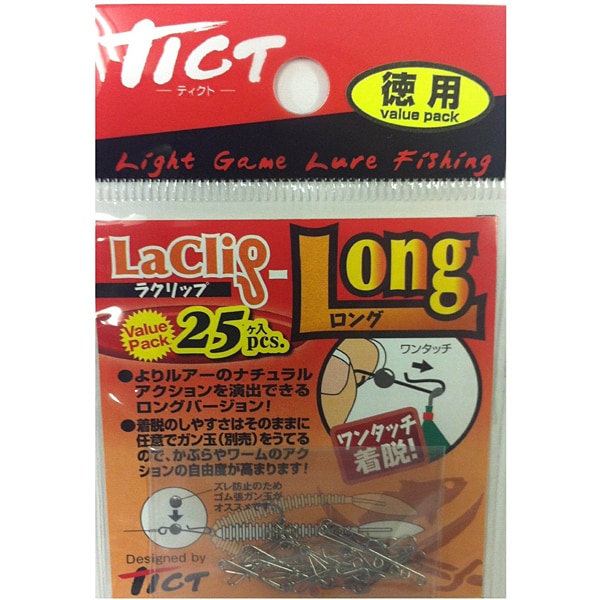 TICT
ティクト
徳用
value pack
Light Game Lure Fishing
LaClip-Long
ラクリップ
ロング
Value Pack
25ヶ入 pcs.
ワンタッチ
●よりルアーのナチュラル
アクションを演出できる
ロングバージョン!
●着脱のしやすさはそのままに
任意でガン玉(別売)をうてる
ので、かぶらやワームのアク
ションの自由度が高まります!
ワンタッチ
着脱!
ズレ防止のため
ゴム張ガン玉が
オススメです。
Designed by
TICT